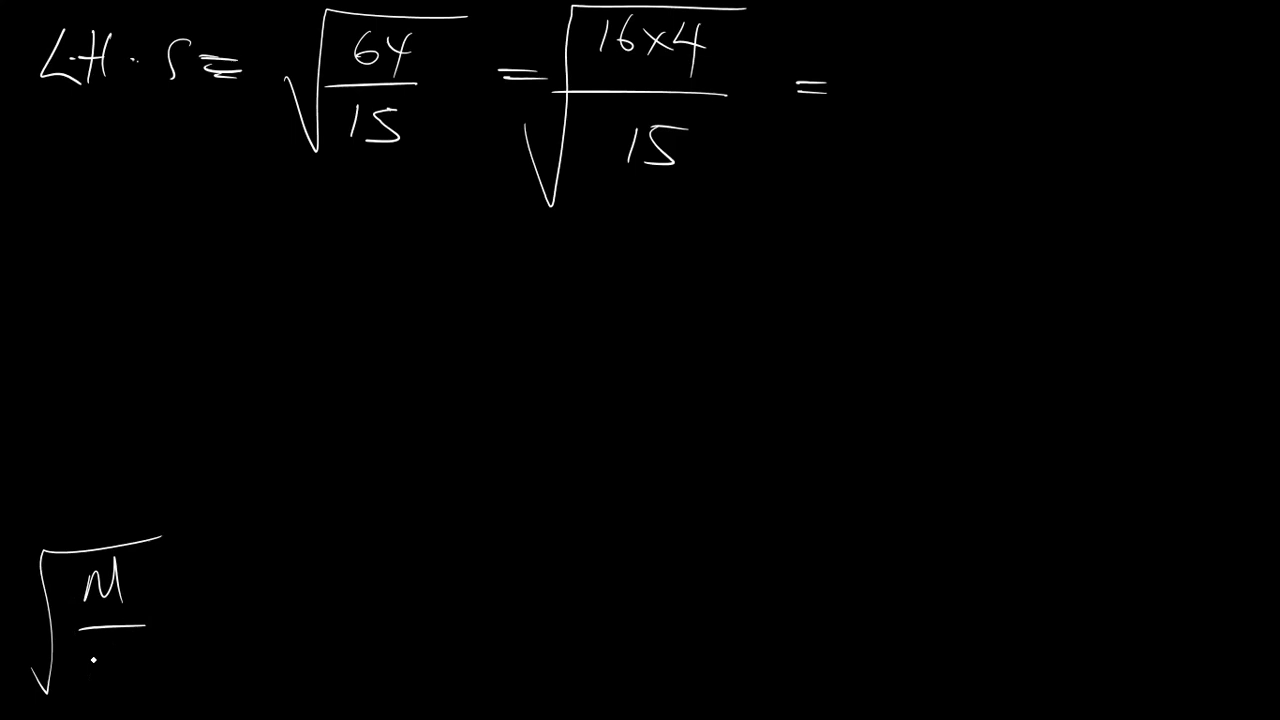 L.H.S = √(64/15) = √(16×4/15) =
√(M/